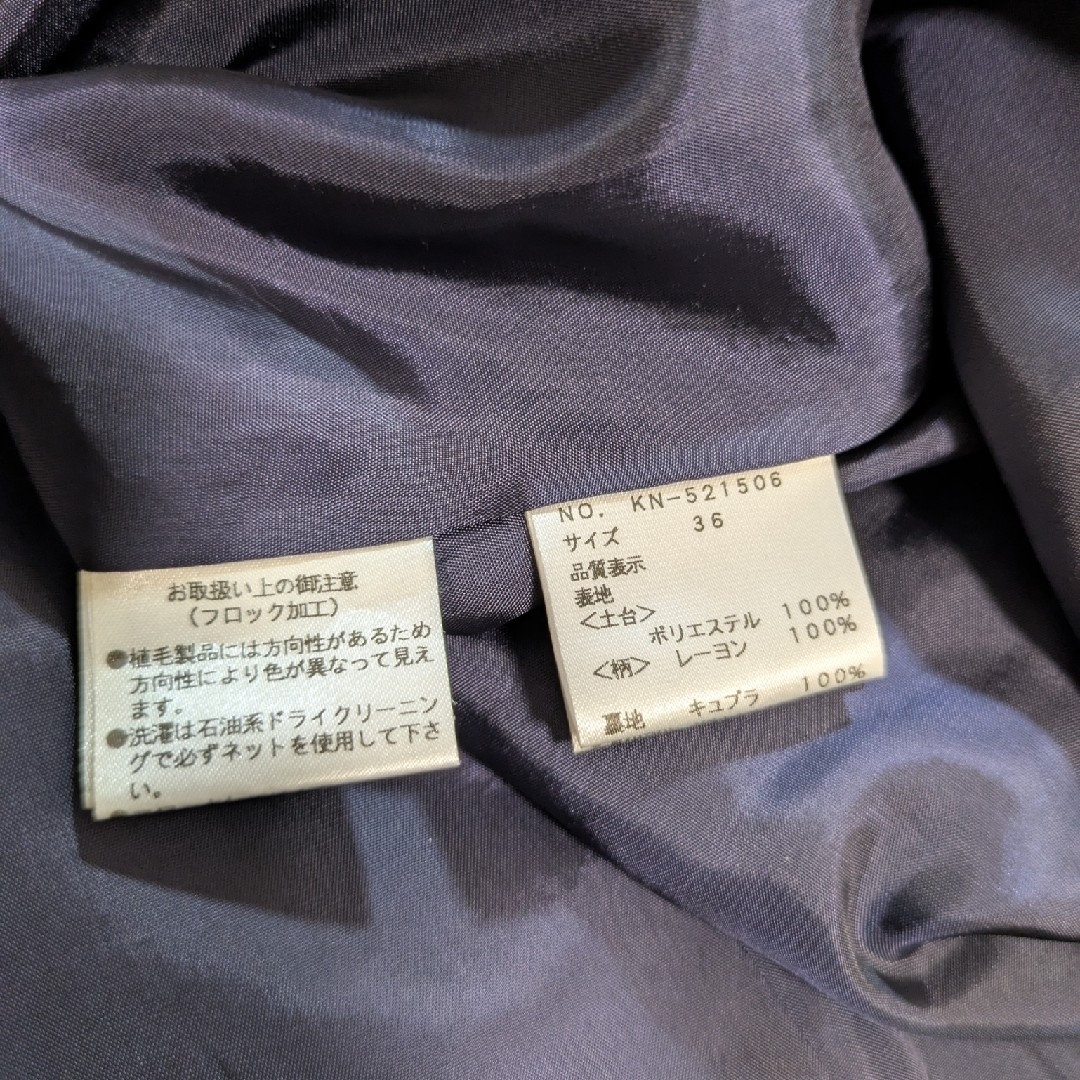 お取扱い上の御注意
(フロック加工)
●植毛製品には方向性があるため
方向性により色が異なって見え
ます。
●洗濯は石油系ドライクリーニン
グで必ずネットを使用して下さ
い。
NO. KN-521506
サイズ 36
品質表示
表地
<土台>
ポリエステル 100%
<柄> レーヨン 100%
裏地 キュプラ 100%